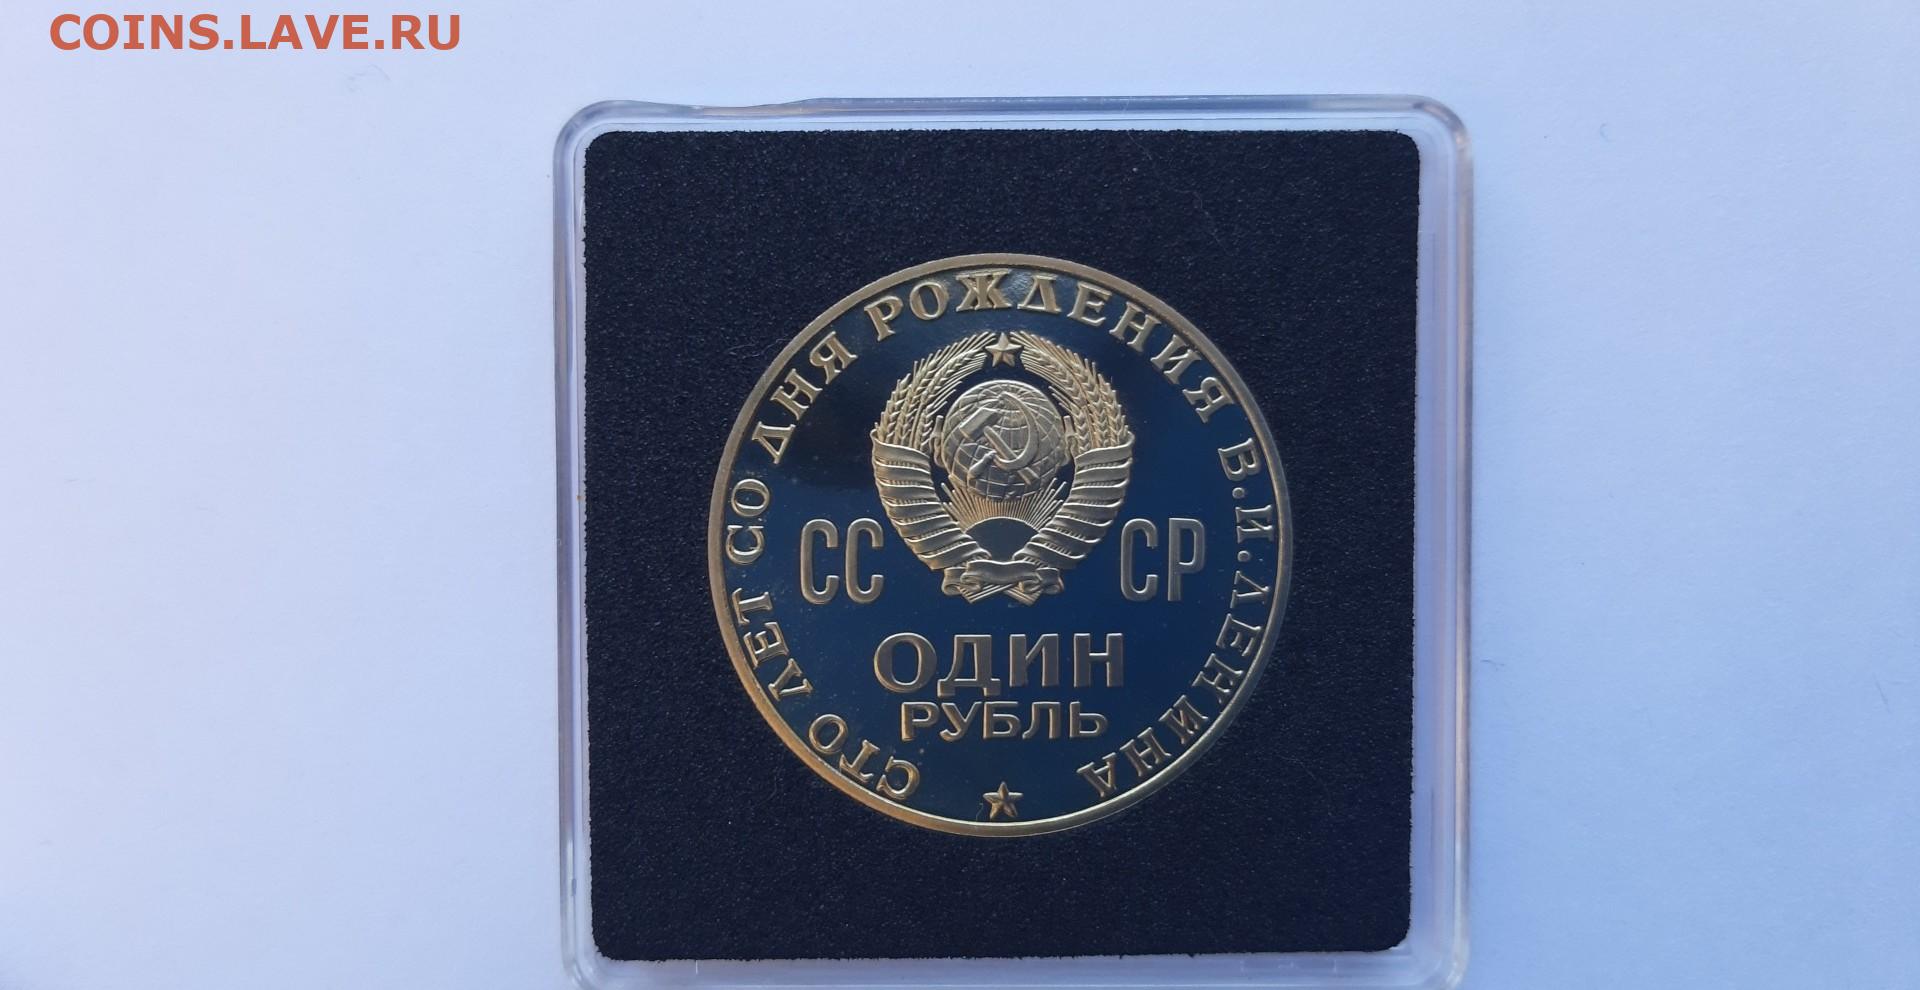 COINS.LAVE.RU
СТО ЛЕТ СО ДНЯ РОЖДЕНИЯ В.И.ЛЕНИНА
СС СР
ОДИН
РУБЛЬ